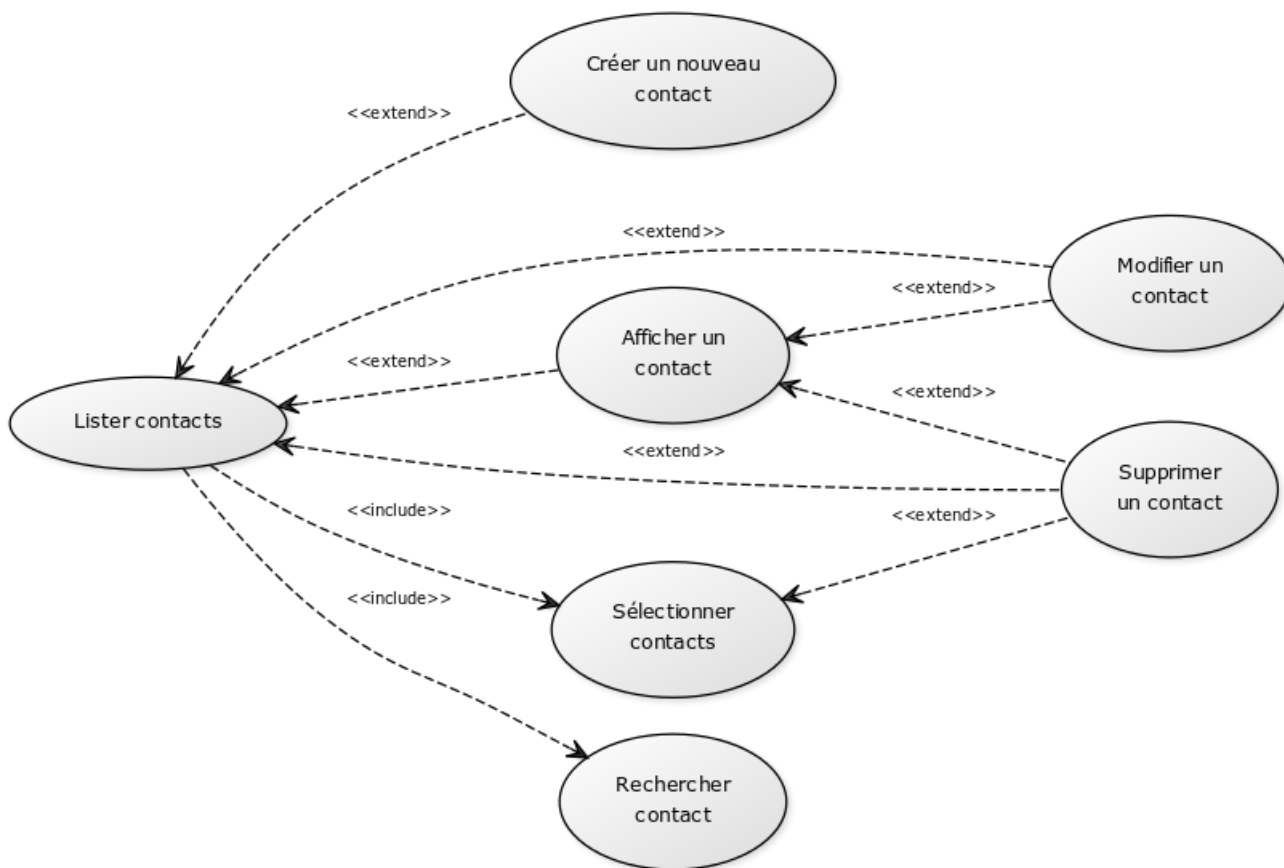 Créer un nouveau
contact
<<extend>>
<<extend>>
Modifier un
contact
<<extend>>
Afficher un
contact
<<extend>>
<<extend>>
Lister contacts
<<extend>>
Supprimer
un contact
<<include>>
<<extend>>
Sélectionner
contacts
<<include>>
Rechercher
contact